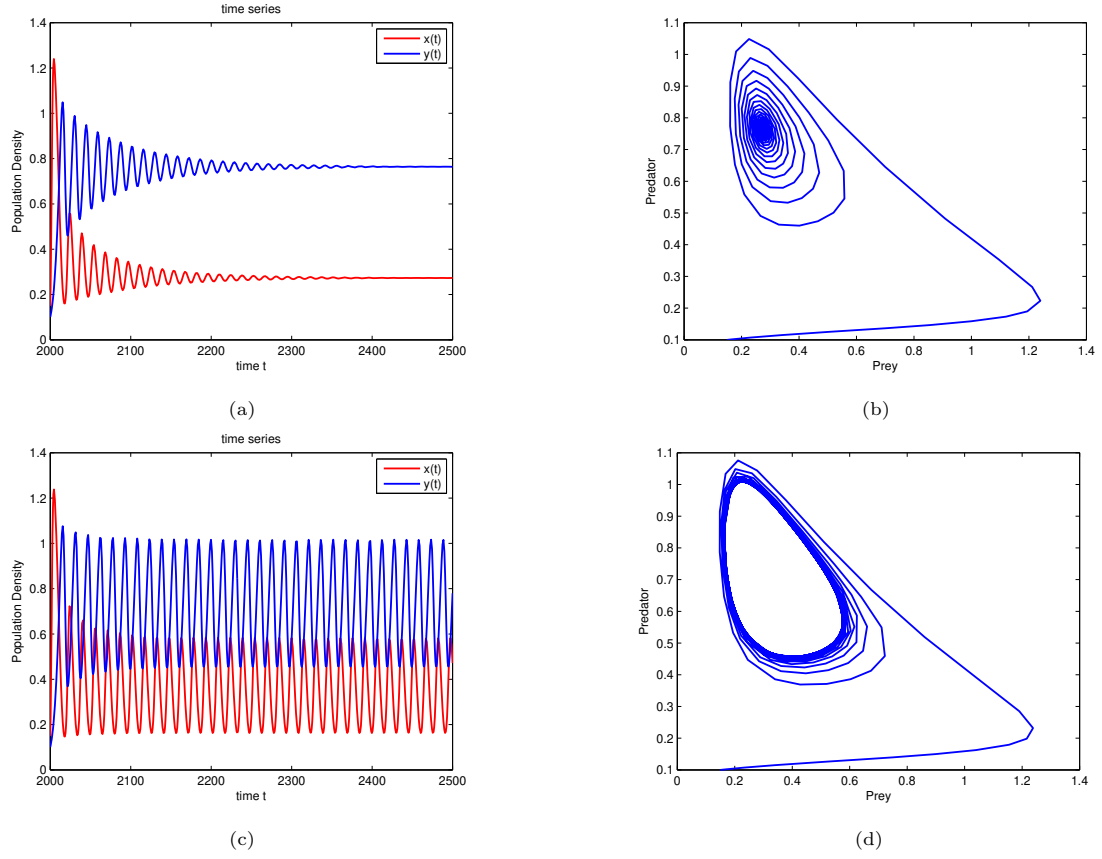 time series
1.4
1.2
1
0.8
0.6
0.4
0.2
0
Population Density
x(t)
y(t)
2000 2100 2200 2300 2400 2500
time t
(a)
1.1
1
0.9
0.8
0.7
0.6
0.5
0.4
0.3
0.2
0.1
Predator
0 0.2 0.4 0.6 0.8 1 1.2 1.4
Prey
(b)
time series
1.4
1.2
1
0.8
0.6
0.4
0.2
0
Population Density
x(t)
y(t)
2000 2100 2200 2300 2400 2500
time t
(c)
1.1
1
0.9
0.8
0.7
0.6
0.5
0.4
0.3
0.2
0.1
Predator
0 0.2 0.4 0.6 0.8 1 1.2 1.4
Prey
(d)